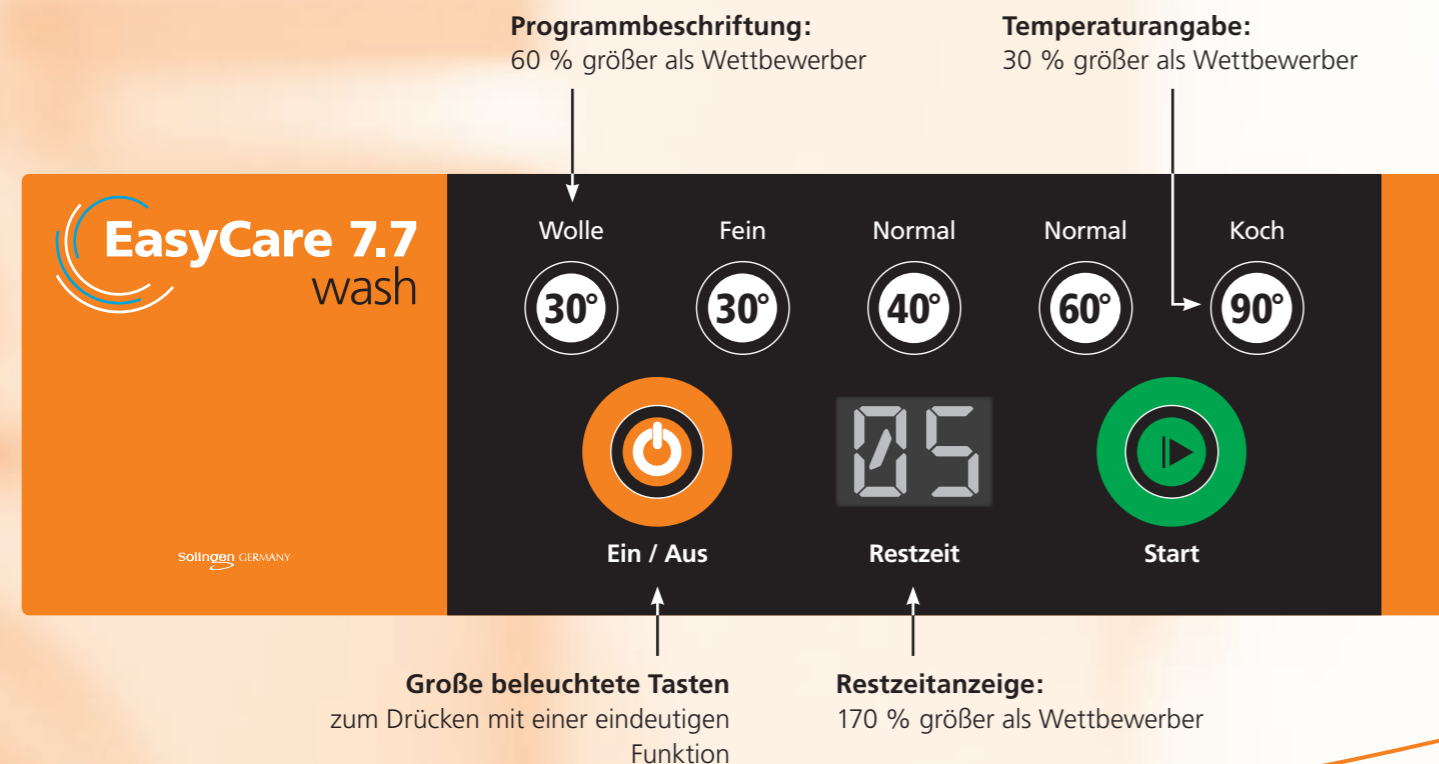 Programmbeschriftung:
60 % größer als Wettbewerber
Temperaturangabe:
30 % größer als Wettbewerber
EasyCare 7.7
wash
Solingen GERMANY
Wolle
Fein
Normal
Normal
Koch
30°
30°
40°
60°
90°
05
Ein / Aus
Restzeit
Start
Große beleuchtete Tasten
zum Drücken mit einer eindeutigen
Funktion
Restzeitanzeige:
170 % größer als Wettbewerber